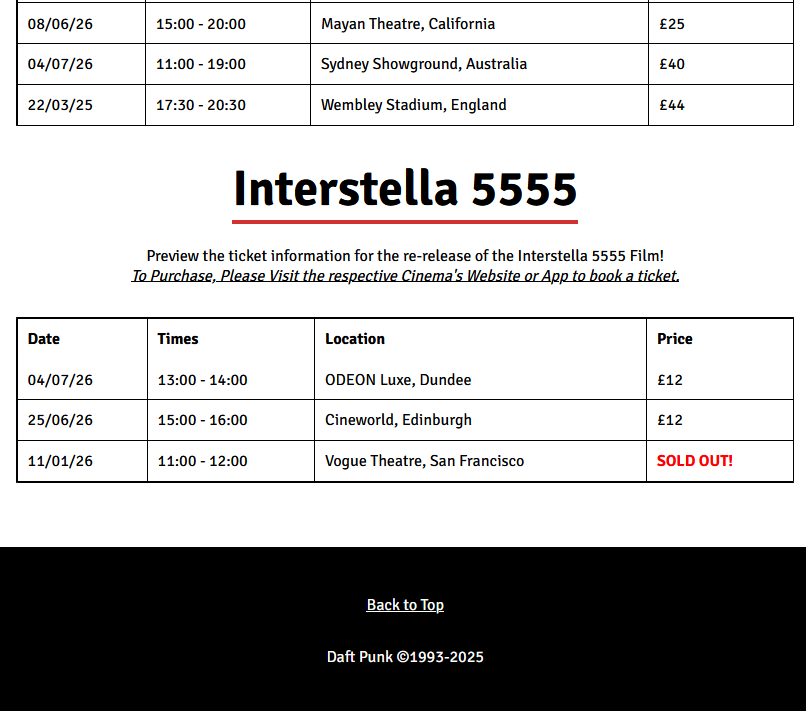 08/06/26 15:00 - 20:00 Mayan Theatre, California £25
04/07/26 11:00 - 19:00 Sydney Showground, Australia £40
22/03/25 17:30 - 20:30 Wembley Stadium, England £44
Interstella 5555
Preview the ticket information for the re-release of the Interstella 5555 Film!
To Purchase, Please Visit the respective Cinema's Website or App to book a ticket.
Date Times Location Price
04/07/26 13:00 - 14:00 ODEON Luxe, Dundee £12
25/06/26 15:00 - 16:00 Cineworld, Edinburgh £12
11/01/26 11:00 - 12:00 Vogue Theatre, San Francisco SOLD OUT!
Back to Top
Daft Punk ©1993-2025